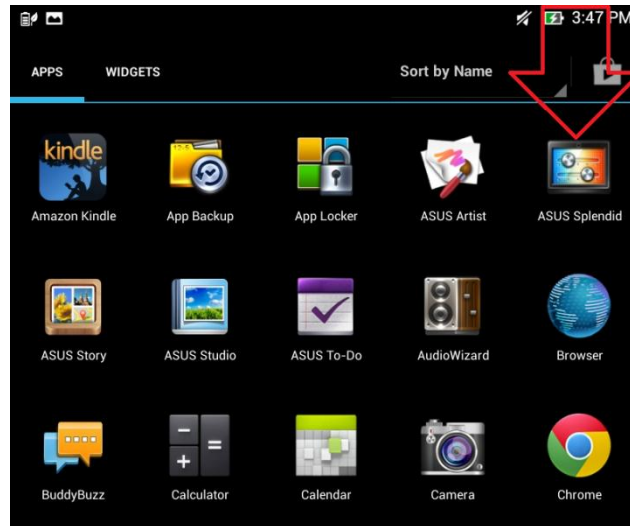 3:47 PM
APPS WIDGETS Sort by Name
kindle
Amazon Kindle App Backup App Locker ASUS Artist ASUS Splendid
ASUS Story ASUS Studio ASUS To-Do AudioWizard Browser
BuddyBuzz Calculator Calendar Camera Chrome